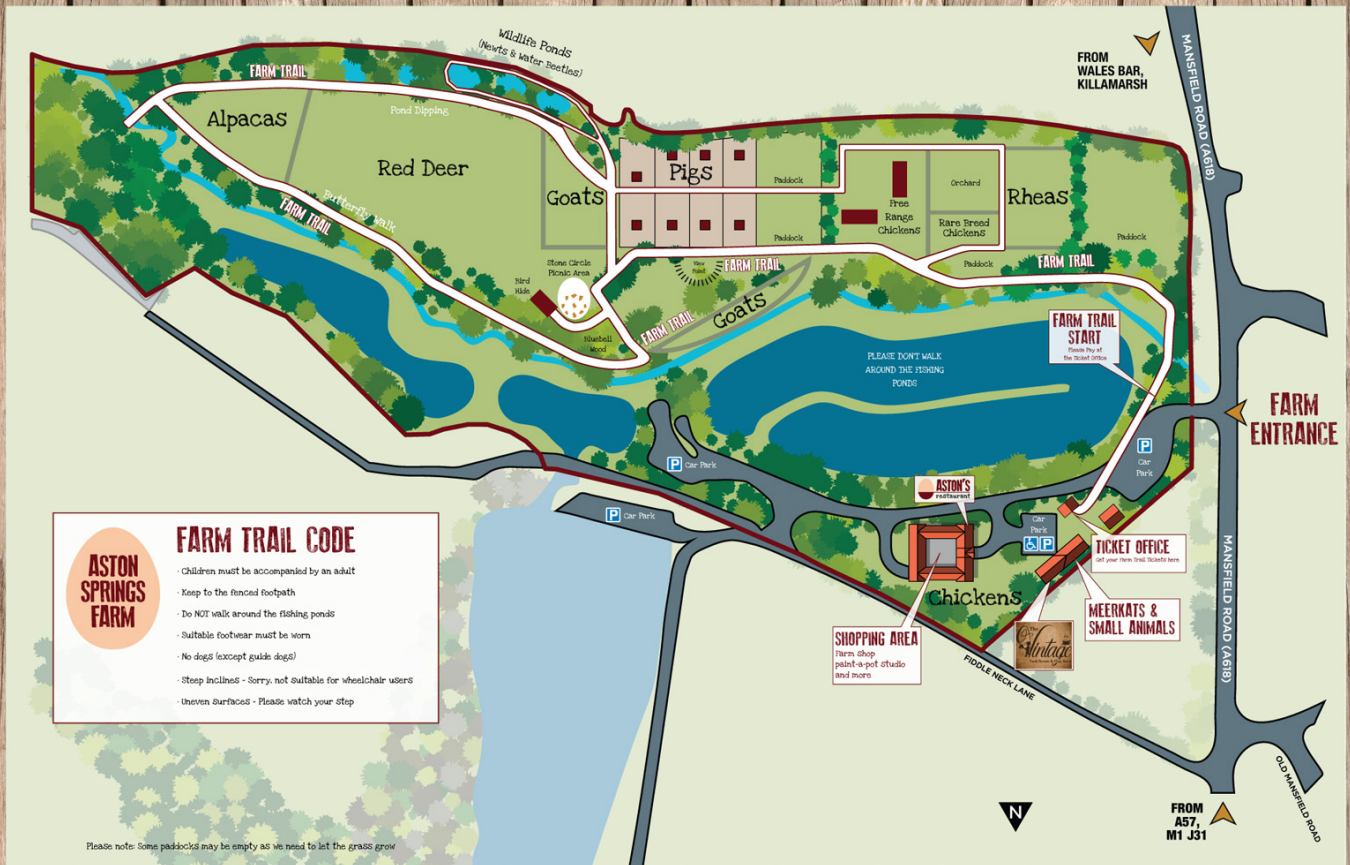 Wildlife Ponds
(Newts & Water Beetles)
FARM TRAIL
Pond Dipping
Alpacas
Red Deer
Butterfly Walk
FARM TRAIL
Goats
Pigs
Paddock
Paddock
Free
Range
Chickens
Orchard
Rare Breed
Chickens
Rheas
Paddock
Paddock
FARM TRAIL
FARM TRAIL
View
Point
Stone Circle
Picnic Area
Bird
Hide
Bluebell
Wood
FARM TRAIL
Goats
FROM
WALES BAR,
KILLAMARSH
MANSFIELD ROAD (A618)
FARM TRAIL
START
Please Pay at
the Ticket Office
PLEASE DON'T WALK
AROUND THE FISHING
PONDS
FARM
ENTRANCE
P
Car
Park
P Car Park
P Car Park
ASTON'S
restaurant
Car
Park
P
TICKET OFFICE
Get your Farm Trail Tickets here
MEERKATS &
SMALL ANIMALS
Chickens
The
Vintage
SHOPPING AREA
Farm shop
paint-a-pot studio
and more
FIDDLE NECK LANE
MANSFIELD ROAD (A618)
OLD MANSFIELD ROAD
FROM
A57,
M1 J31
N
ASTON
SPRINGS
FARM
FARM TRAIL CODE
· Children must be accompanied by an adult
· Keep to the fenced footpath
· Do NOT walk around the fishing ponds
· Suitable footwear must be worn
· No dogs (except guide dogs)
· Steep inclines - Sorry, not suitable for wheelchair users
· Uneven surfaces - Please watch your step
Please note: Some paddocks may be empty as we need to let the grass grow